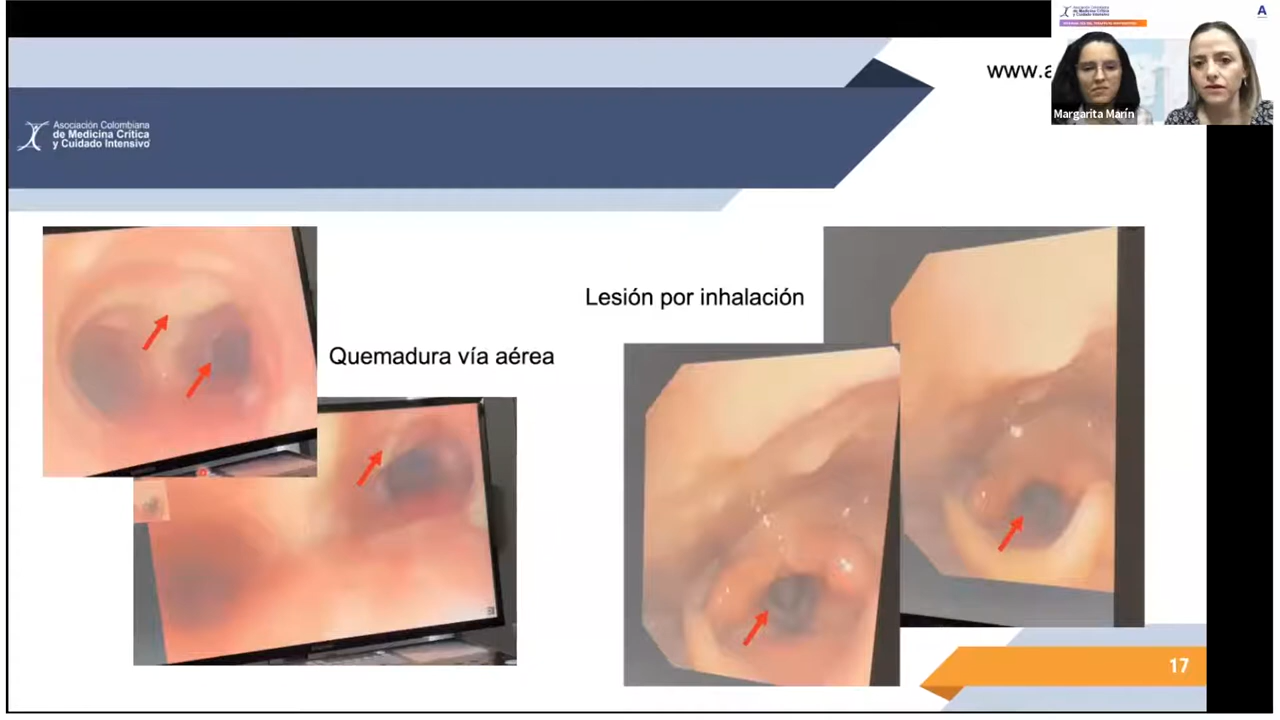 www.a
A
Margarita Marín
Asociación Colombiana
de Medicina Crítica
y Cuidado Intensivo
Lesión por inhalación
Quemadura vía aérea
17